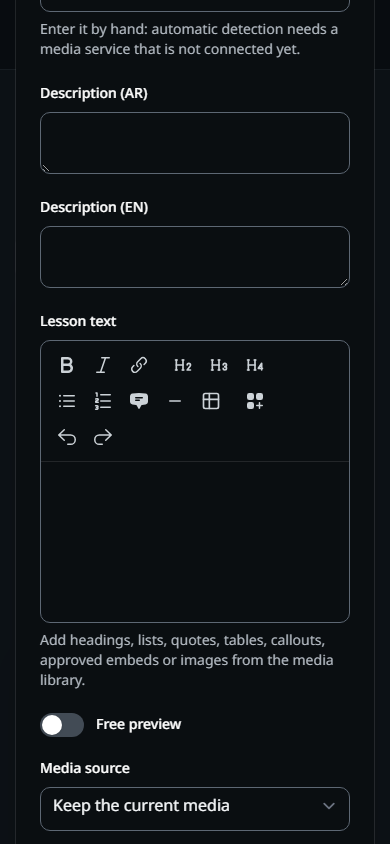 Enter it by hand: automatic detection needs a
media service that is not connected yet.
Description (AR)
Description (EN)
Lesson text
B I H2 H3 H4
Add headings, lists, quotes, tables, callouts,
approved embeds or images from the media
library.
Free preview
Media source
Keep the current media